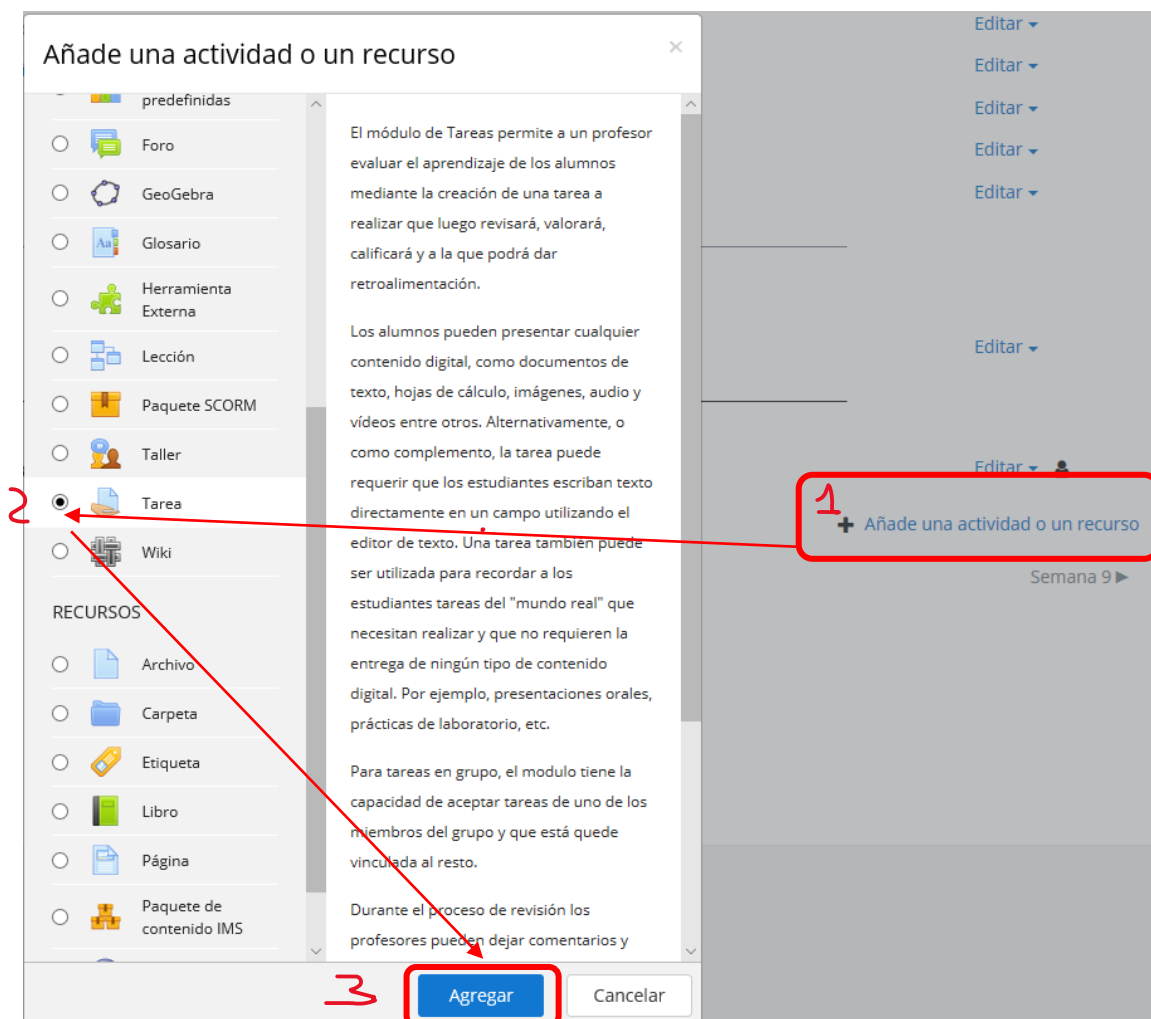 Añade una actividad o un recurso
×
predefinidas
Foro
GeoGebra
Glosario
Herramienta
Externa
Lección
Paquete SCORM
Taller
2
Tarea
Wiki
RECURSOS
Archivo
Carpeta
Etiqueta
Libro
Página
Paquete de
contenido IMS
El módulo de Tareas permite a un profesor
evaluar el aprendizaje de los alumnos
mediante la creación de una tarea a
realizar que luego revisará, valorará,
calificará y a la que podrá dar
retroalimentación.
Los alumnos pueden presentar cualquier
contenido digital, como documentos de
texto, hojas de cálculo, imágenes, audio y
vídeos entre otros. Alternativamente, o
como complemento, la tarea puede
requerir que los estudiantes escriban texto
directamente en un campo utilizando el
editor de texto. Una tarea también puede
ser utilizada para recordar a los
estudiantes tareas del "mundo real" que
necesitan realizar y que no requieren la
entrega de ningún tipo de contenido
digital. Por ejemplo, presentaciones orales,
prácticas de laboratorio, etc.
Para tareas en grupo, el modulo tiene la
capacidad de aceptar tareas de uno de los
miembros del grupo y que está quede
vinculada al resto.
Durante el proceso de revisión los
profesores pueden dejar comentarios y
3
Agregar
Cancelar
Editar
Editar
Editar
Editar
Editar
Editar
Editar
1
Añade una actividad o un recurso
Semana 9